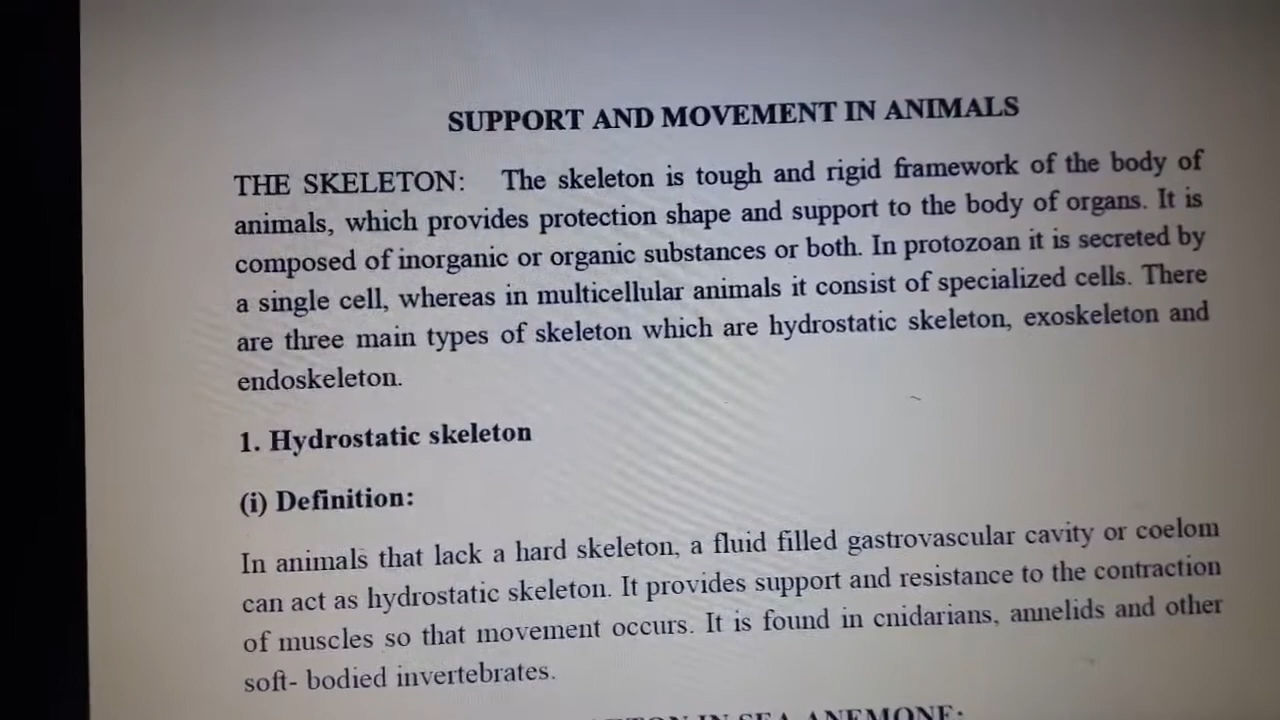 SUPPORT AND MOVEMENT IN ANIMALS
THE SKELETON: The skeleton is tough and rigid framework of the body of
animals, which provides protection shape and support to the body of organs. It is
composed of inorganic or organic substances or both. In protozoan it is secreted by
a single cell, whereas in multicellular animals it consist of specialized cells. There
are three main types of skeleton which are hydrostatic skeleton, exoskeleton and
endoskeleton.
1. Hydrostatic skeleton
(i) Definition:
In animals that lack a hard skeleton, a fluid filled gastrovascular cavity or coelom
can act as hydrostatic skeleton. It provides support and resistance to the contraction
of muscles so that movement occurs. It is found in cnidarians, annelids and other
soft- bodied invertebrates.
IN SEA ANEMONE: